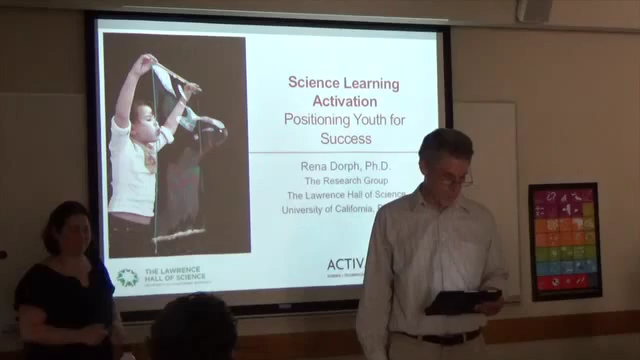 Science Learning
Activation
Positioning Youth for
Success
Rena Dorph, Ph.D.
The Research Group
The Lawrence Hall of Science
University of California,
THE LAWRENCE
HALL OF SCIENCE
ACTIV